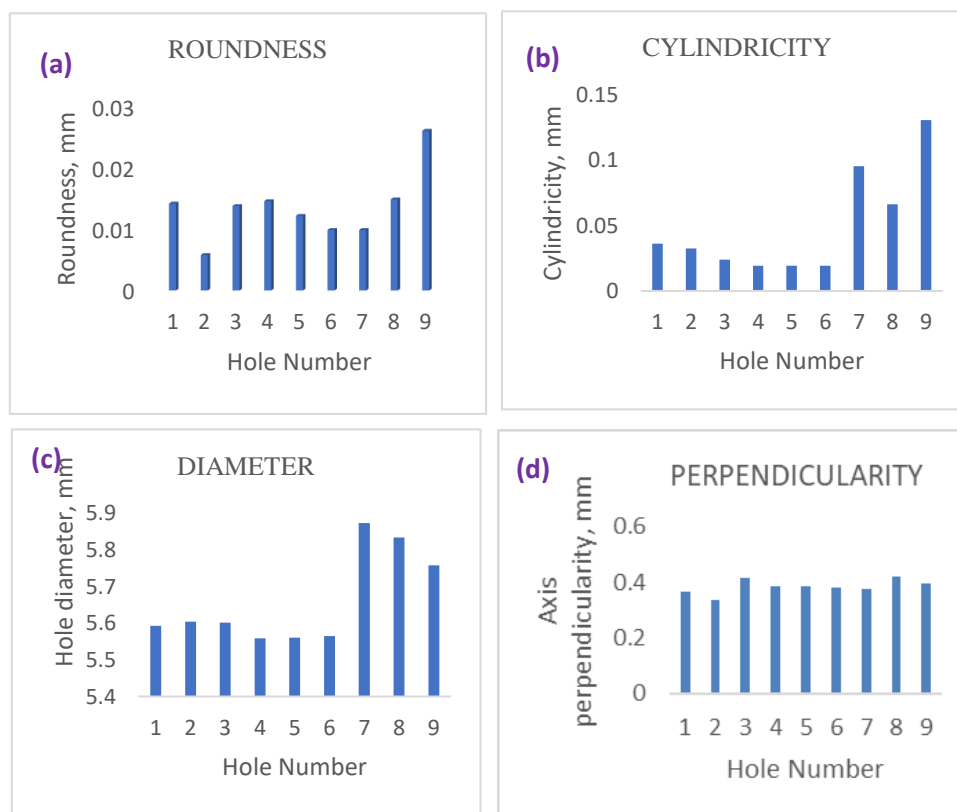 (a)
ROUNDNESS
Roundness, mm
0.03
0.02
0.01
0
1 2 3 4 5 6 7 8 9
Hole Number
(b)
CYLINDRICITY
Cylindricity, mm
0.15
0.1
0.05
0
1 2 3 4 5 6 7 8 9
Hole Number
(c)
DIAMETER
Hole diameter, mm
5.9
5.8
5.7
5.6
5.5
5.4
1 2 3 4 5 6 7 8 9
Hole Number
(d)
PERPENDICULARITY
Axis
perpendicularity, mm
0.6
0.4
0.2
0
1 2 3 4 5 6 7 8 9
Hole Number